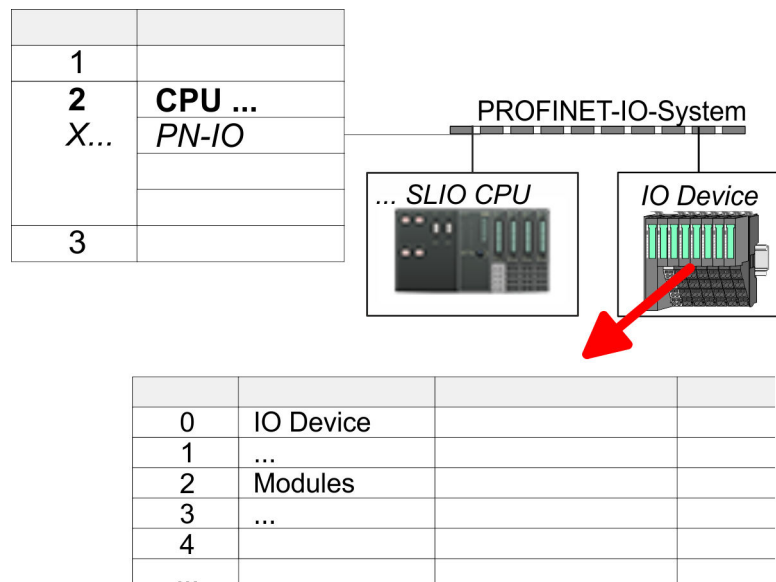 1
2 CPU ...
X... PN-IO
3
PROFINET-IO-System
... SLIO CPU
IO Device
0 IO Device
1 ...
2 Modules
3 ...
4
...